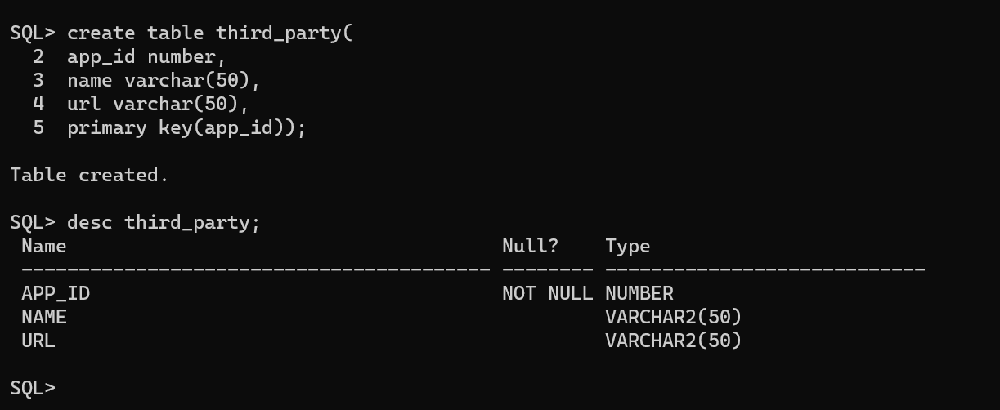 SQL> create table third_party(
  2  app_id number,
  3  name varchar(50),
  4  url varchar(50),
  5  primary key(app_id));
Table created.
SQL> desc third_party;
 Name                                      Null?    Type
 ----------------------------------------- -------- ----------------------------
 APP_ID                                    NOT NULL NUMBER
 NAME                                               VARCHAR2(50)
 URL                                                VARCHAR2(50)
SQL>